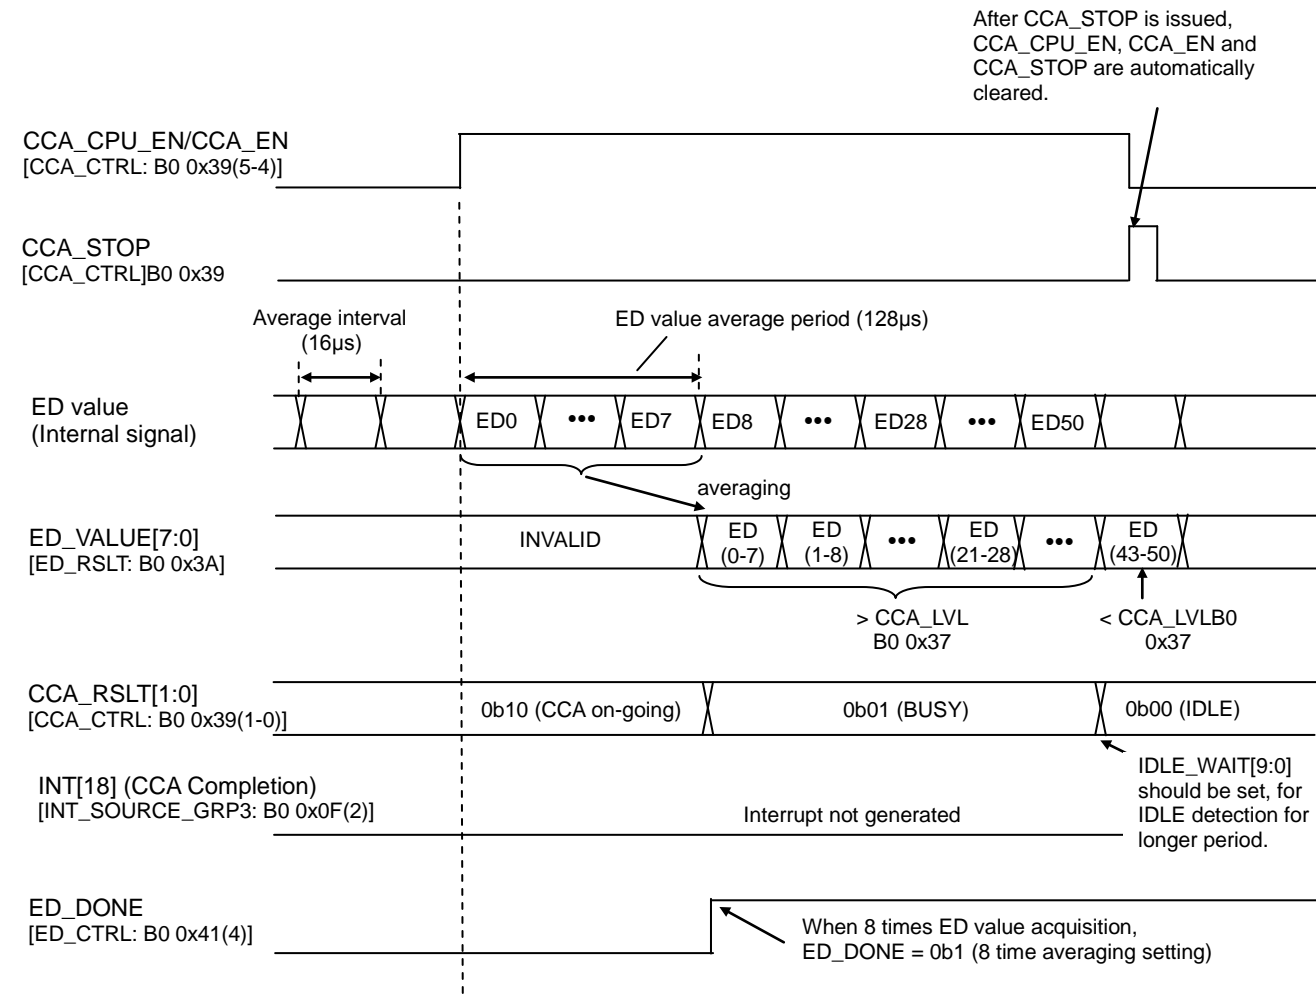 After CCA_STOP is issued,
CCA_CPU_EN, CCA_EN and
CCA_STOP are automatically
cleared.
CCA_CPU_EN/CCA_EN
[CCA_CTRL: B0 0x39(5-4)]
CCA_STOP
[CCA_CTRL]B0 0x39
Average interval
(16μs)
ED value average period (128μs)
ED value
(Internal signal)
ED0 ••• ED7 ED8 ••• ED28 ••• ED50
averaging
ED_VALUE[7:0]
[ED_RSLT: B0 0x3A]
INVALID
ED
(0-7)
ED
(1-8)
•••
ED
(21-28)
•••
ED
(43-50)
> CCA_LVL
B0 0x37
< CCA_LVLB0
0x37
CCA_RSLT[1:0]
[CCA_CTRL: B0 0x39(1-0)]
0b10 (CCA on-going) 0b01 (BUSY) 0b00 (IDLE)
IDLE_WAIT[9:0]
should be set, for
IDLE detection for
longer period.
INT[18] (CCA Completion)
[INT_SOURCE_GRP3: B0 0x0F(2)]
Interrupt not generated
ED_DONE
[ED_CTRL: B0 0x41(4)]
When 8 times ED value acquisition,
ED_DONE = 0b1 (8 time averaging setting)